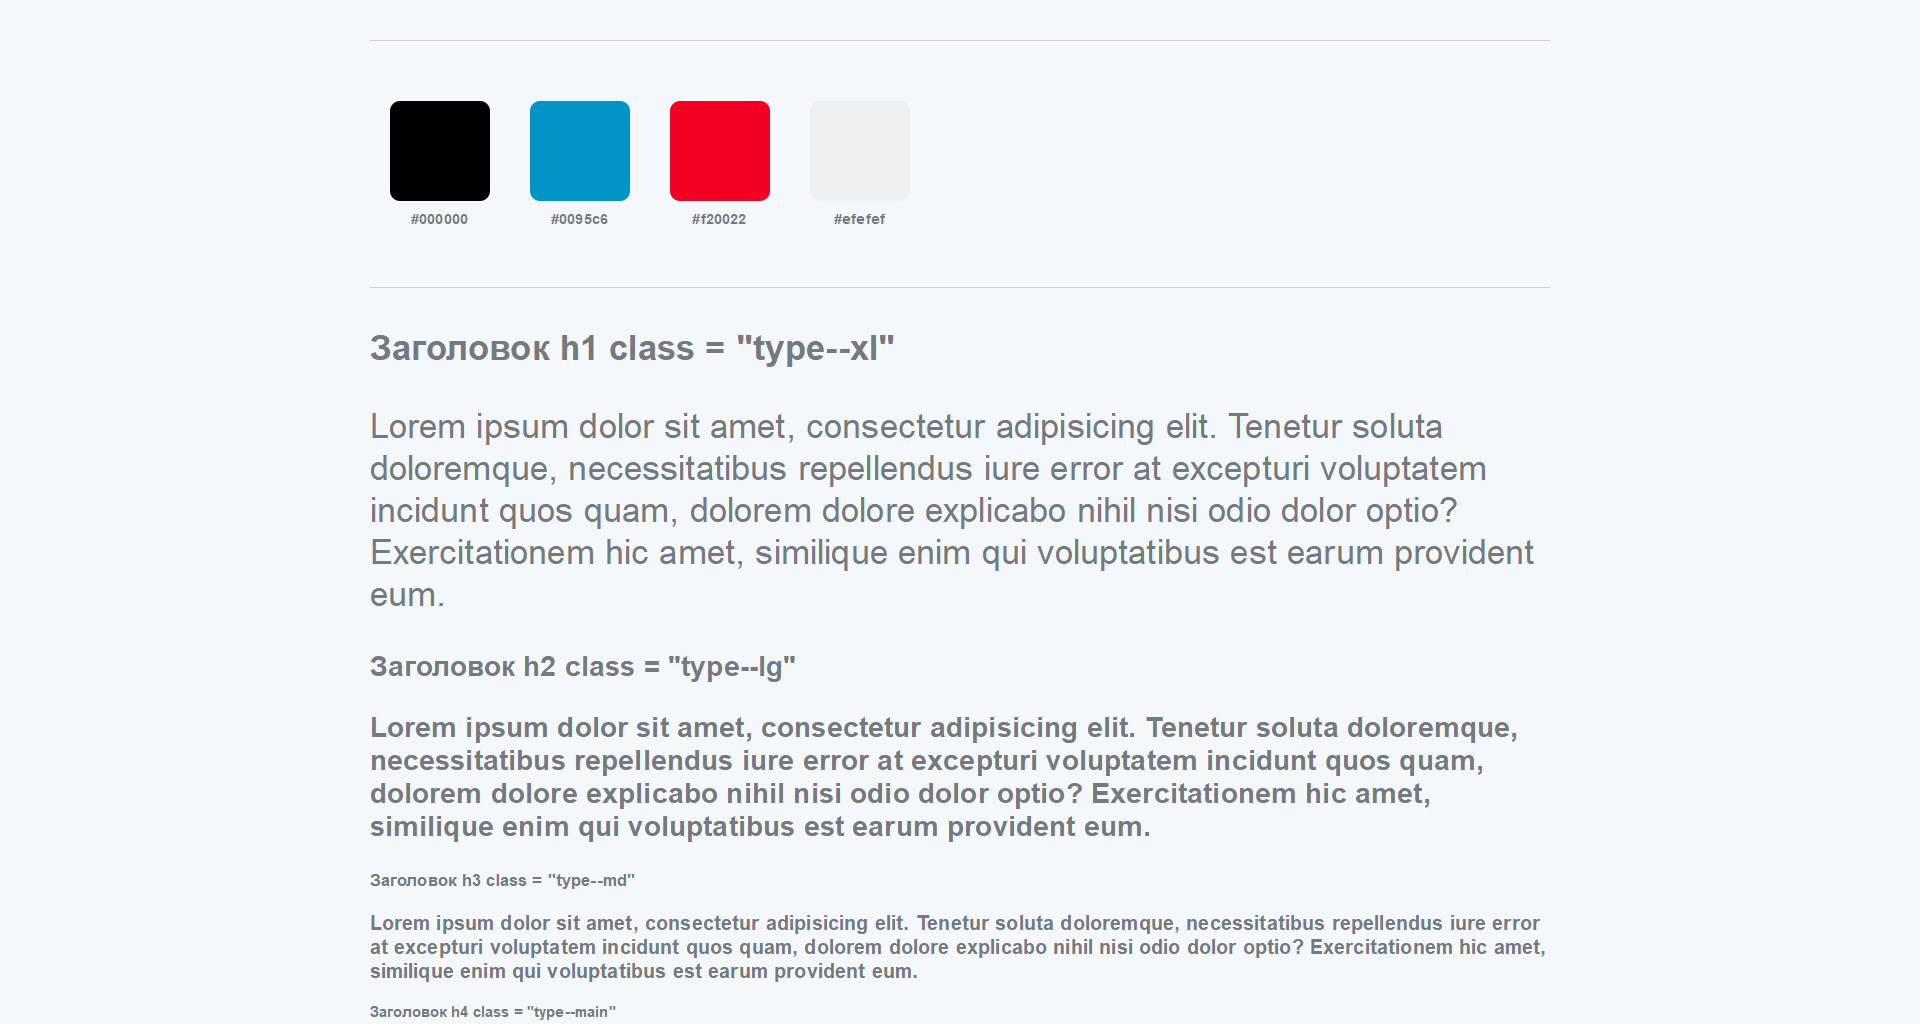 #000000 #0095c6 #f20022 #efefef
Заголовок h1 class = "type--xl"
Lorem ipsum dolor sit amet, consectetur adipisicing elit. Tenetur soluta
doloremque, necessitatibus repellendus iure error at excepturi voluptatem
incidunt quos quam, dolorem dolore explicabo nihil nisi odio dolor optio?
Exercitationem hic amet, similique enim qui voluptatibus est earum provident
eum.
Заголовок h2 class = "type--lg"
Lorem ipsum dolor sit amet, consectetur adipisicing elit. Tenetur soluta doloremque,
necessitatibus repellendus iure error at excepturi voluptatem incidunt quos quam,
dolorem dolore explicabo nihil nisi odio dolor optio? Exercitationem hic amet,
similique enim qui voluptatibus est earum provident eum.
Заголовок h3 class = "type--md"
Lorem ipsum dolor sit amet, consectetur adipisicing elit. Tenetur soluta doloremque, necessitatibus repellendus iure error
at excepturi voluptatem incidunt quos quam, dolorem dolore explicabo nihil nisi odio dolor optio? Exercitationem hic amet,
similique enim qui voluptatibus est earum provident eum.
Заголовок h4 class = "type--main"